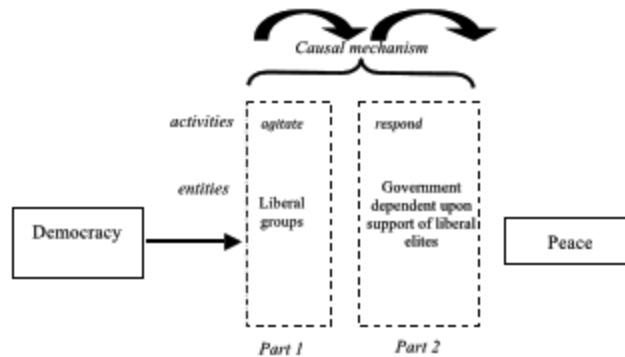 Causal mechanism
activities
agitate
respond
entities
Liberal
groups
Government
dependent upon
support of liberal
elites
Democracy
Peace
Part 1
Part 2